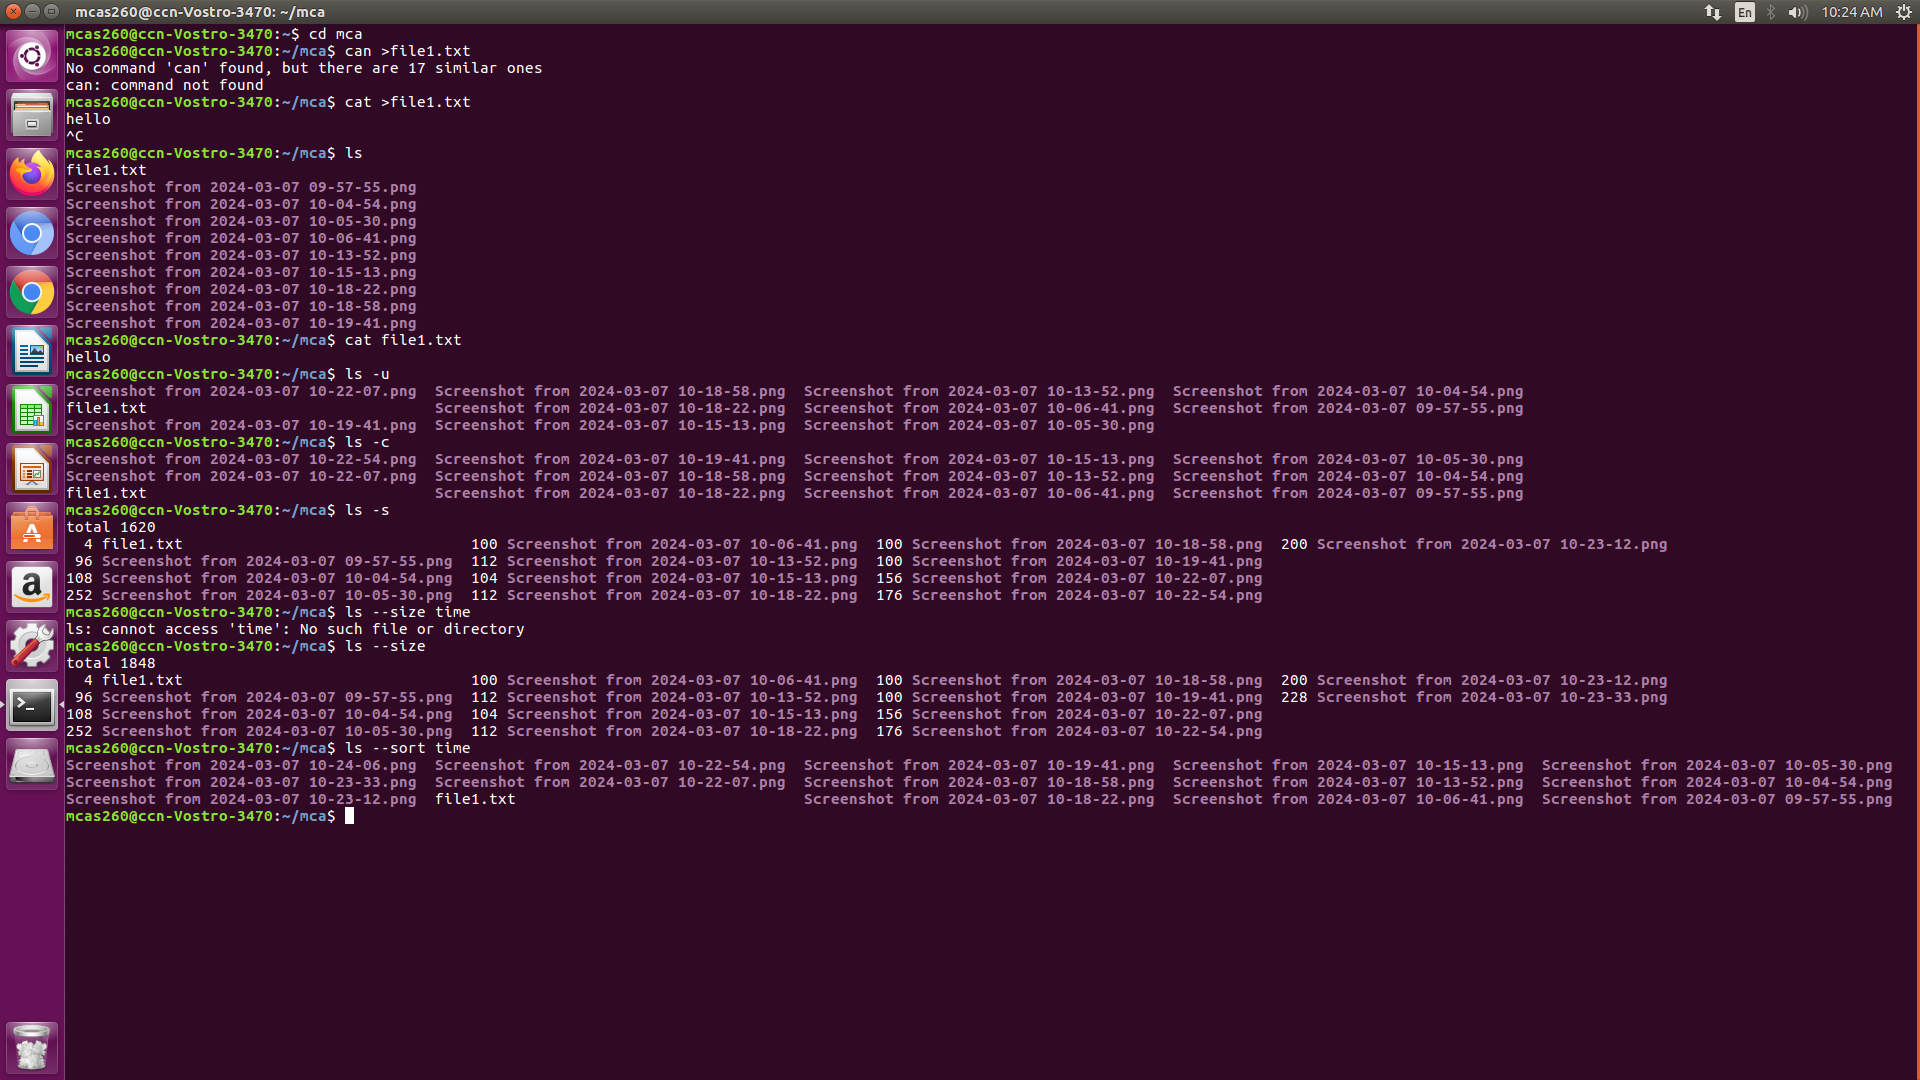 mcas260@ccn-Vostro-3470: ~/mca
En
10:24 AM
mcas260@ccn-Vostro-3470:~$ cd mca
mcas260@ccn-Vostro-3470:~/mca$ can >file1.txt
No command 'can' found, but there are 17 similar ones
can: command not found
mcas260@ccn-Vostro-3470:~/mca$ cat >file1.txt
hello
^C
mcas260@ccn-Vostro-3470:~/mca$ ls
file1.txt
Screenshot from 2024-03-07 09-57-55.png
Screenshot from 2024-03-07 10-04-54.png
Screenshot from 2024-03-07 10-05-30.png
Screenshot from 2024-03-07 10-06-41.png
Screenshot from 2024-03-07 10-13-52.png
Screenshot from 2024-03-07 10-15-13.png
Screenshot from 2024-03-07 10-18-22.png
Screenshot from 2024-03-07 10-18-58.png
Screenshot from 2024-03-07 10-19-41.png
mcas260@ccn-Vostro-3470:~/mca$ cat file1.txt
hello
mcas260@ccn-Vostro-3470:~/mca$ ls -u
Screenshot from 2024-03-07 10-22-07.png  Screenshot from 2024-03-07 10-18-58.png  Screenshot from 2024-03-07 10-13-52.png  Screenshot from 2024-03-07 10-04-54.png
file1.txt                                Screenshot from 2024-03-07 10-18-22.png  Screenshot from 2024-03-07 10-06-41.png  Screenshot from 2024-03-07 09-57-55.png
Screenshot from 2024-03-07 10-19-41.png  Screenshot from 2024-03-07 10-15-13.png  Screenshot from 2024-03-07 10-05-30.png
mcas260@ccn-Vostro-3470:~/mca$ ls -c
Screenshot from 2024-03-07 10-22-54.png  Screenshot from 2024-03-07 10-19-41.png  Screenshot from 2024-03-07 10-15-13.png  Screenshot from 2024-03-07 10-05-30.png
Screenshot from 2024-03-07 10-22-07.png  Screenshot from 2024-03-07 10-18-58.png  Screenshot from 2024-03-07 10-13-52.png  Screenshot from 2024-03-07 10-04-54.png
file1.txt                                Screenshot from 2024-03-07 10-18-22.png  Screenshot from 2024-03-07 10-06-41.png  Screenshot from 2024-03-07 09-57-55.png
mcas260@ccn-Vostro-3470:~/mca$ ls -s
total 1620
  4 file1.txt                                100 Screenshot from 2024-03-07 10-06-41.png  100 Screenshot from 2024-03-07 10-18-58.png  200 Screenshot from 2024-03-07 10-23-12.png
 96 Screenshot from 2024-03-07 09-57-55.png  112 Screenshot from 2024-03-07 10-13-52.png  100 Screenshot from 2024-03-07 10-19-41.png
108 Screenshot from 2024-03-07 10-04-54.png  104 Screenshot from 2024-03-07 10-15-13.png  156 Screenshot from 2024-03-07 10-22-07.png
252 Screenshot from 2024-03-07 10-05-30.png  112 Screenshot from 2024-03-07 10-18-22.png  176 Screenshot from 2024-03-07 10-22-54.png
mcas260@ccn-Vostro-3470:~/mca$ ls --size time
ls: cannot access 'time': No such file or directory
mcas260@ccn-Vostro-3470:~/mca$ ls --size
total 1848
  4 file1.txt                                100 Screenshot from 2024-03-07 10-06-41.png  100 Screenshot from 2024-03-07 10-18-58.png  200 Screenshot from 2024-03-07 10-23-12.png
 96 Screenshot from 2024-03-07 09-57-55.png  112 Screenshot from 2024-03-07 10-13-52.png  100 Screenshot from 2024-03-07 10-19-41.png  228 Screenshot from 2024-03-07 10-23-33.png
108 Screenshot from 2024-03-07 10-04-54.png  104 Screenshot from 2024-03-07 10-15-13.png  156 Screenshot from 2024-03-07 10-22-07.png
252 Screenshot from 2024-03-07 10-05-30.png  112 Screenshot from 2024-03-07 10-18-22.png  176 Screenshot from 2024-03-07 10-22-54.png
mcas260@ccn-Vostro-3470:~/mca$ ls --sort time
Screenshot from 2024-03-07 10-24-06.png  Screenshot from 2024-03-07 10-22-54.png  Screenshot from 2024-03-07 10-19-41.png  Screenshot from 2024-03-07 10-15-13.png  Screenshot from 2024-03-07 10-05-30.png
Screenshot from 2024-03-07 10-23-33.png  Screenshot from 2024-03-07 10-22-07.png  Screenshot from 2024-03-07 10-18-58.png  Screenshot from 2024-03-07 10-13-52.png  Screenshot from 2024-03-07 10-04-54.png
Screenshot from 2024-03-07 10-23-12.png  file1.txt                                Screenshot from 2024-03-07 10-18-22.png  Screenshot from 2024-03-07 10-06-41.png  Screenshot from 2024-03-07 09-57-55.png
mcas260@ccn-Vostro-3470:~/mca$